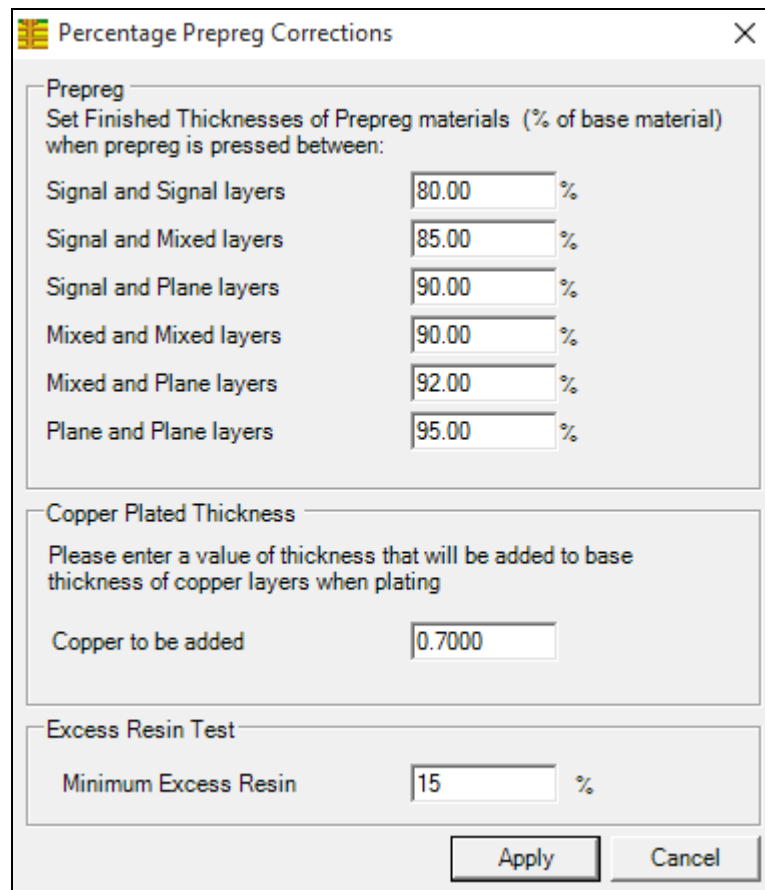 Percentage Prepreg Corrections
Prepreg
Set Finished Thicknesses of Prepreg materials (% of base material)
when prepreg is pressed between:
Signal and Signal layers 80.00 %
Signal and Mixed layers 85.00 %
Signal and Plane layers 90.00 %
Mixed and Mixed layers 90.00 %
Mixed and Plane layers 92.00 %
Plane and Plane layers 95.00 %
Copper Plated Thickness
Please enter a value of thickness that will be added to base
thickness of copper layers when plating
Copper to be added 0.7000
Excess Resin Test
Minimum Excess Resin 15 %
Apply Cancel